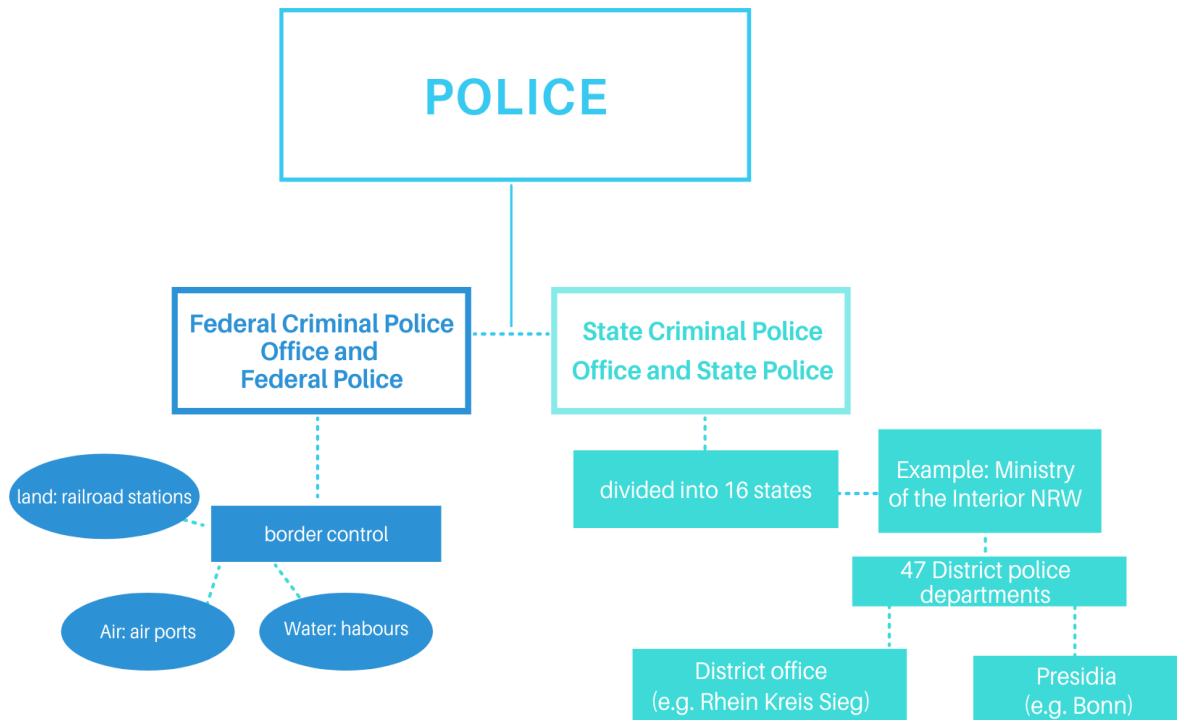 POLICE
Federal Criminal Police
Office and
Federal Police
State Criminal Police
Office and State Police
land: railroad stations
border control
Air: air ports
Water: habours
divided into 16 states
Example: Ministry
of the Interior NRW
47 District police
departments
District office
(e.g. Rhein Kreis Sieg)
Presidia
(e.g. Bonn)